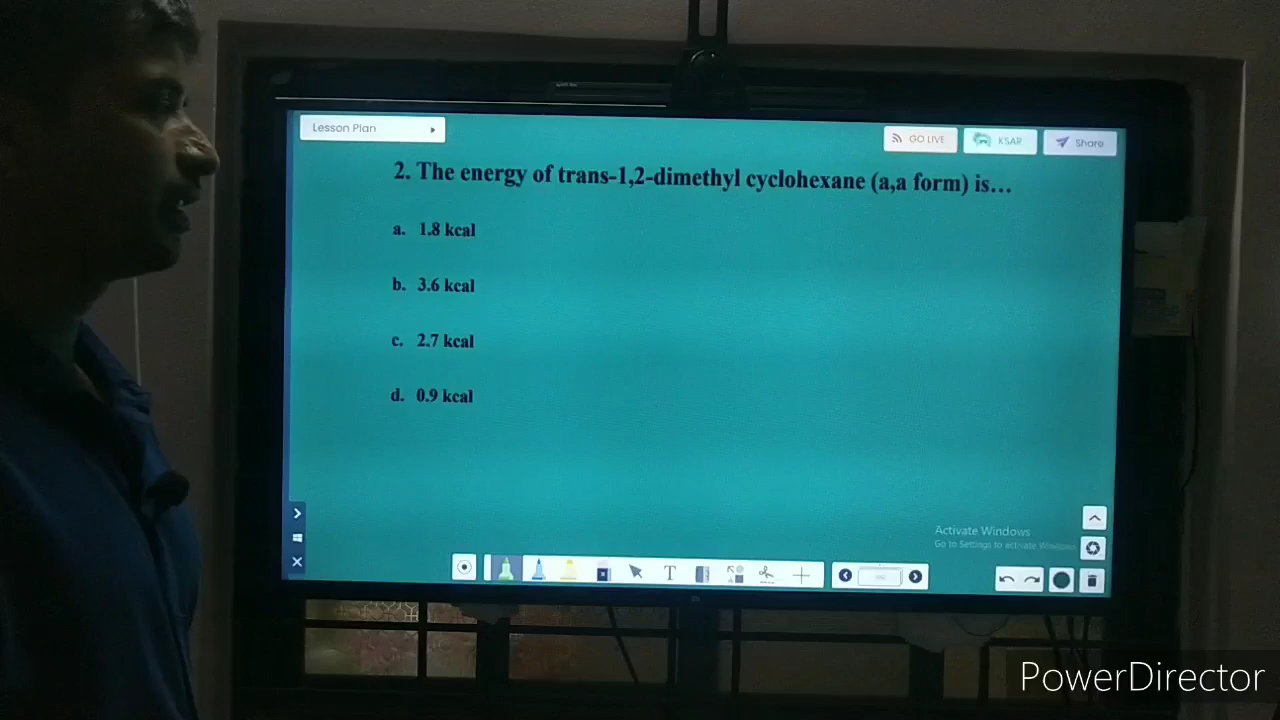 Lesson Plan
GO LIVE
KSAR
Share
2. The energy of trans-1,2-dimethyl cyclohexane (a,a form) is...
a. 1.8 kcal
b. 3.6 kcal
c. 2.7 kcal
d. 0.9 kcal
Activate Windows
Go to Settings to activate Windows
T
PowerDirector